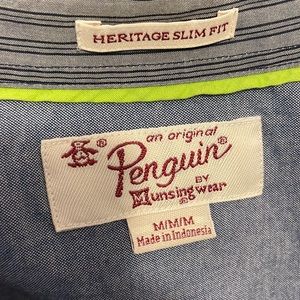 HERITAGE SLIM FIT
an original
Penguin®
BY
Munsingwear
M/M/M
Made in Indonesia